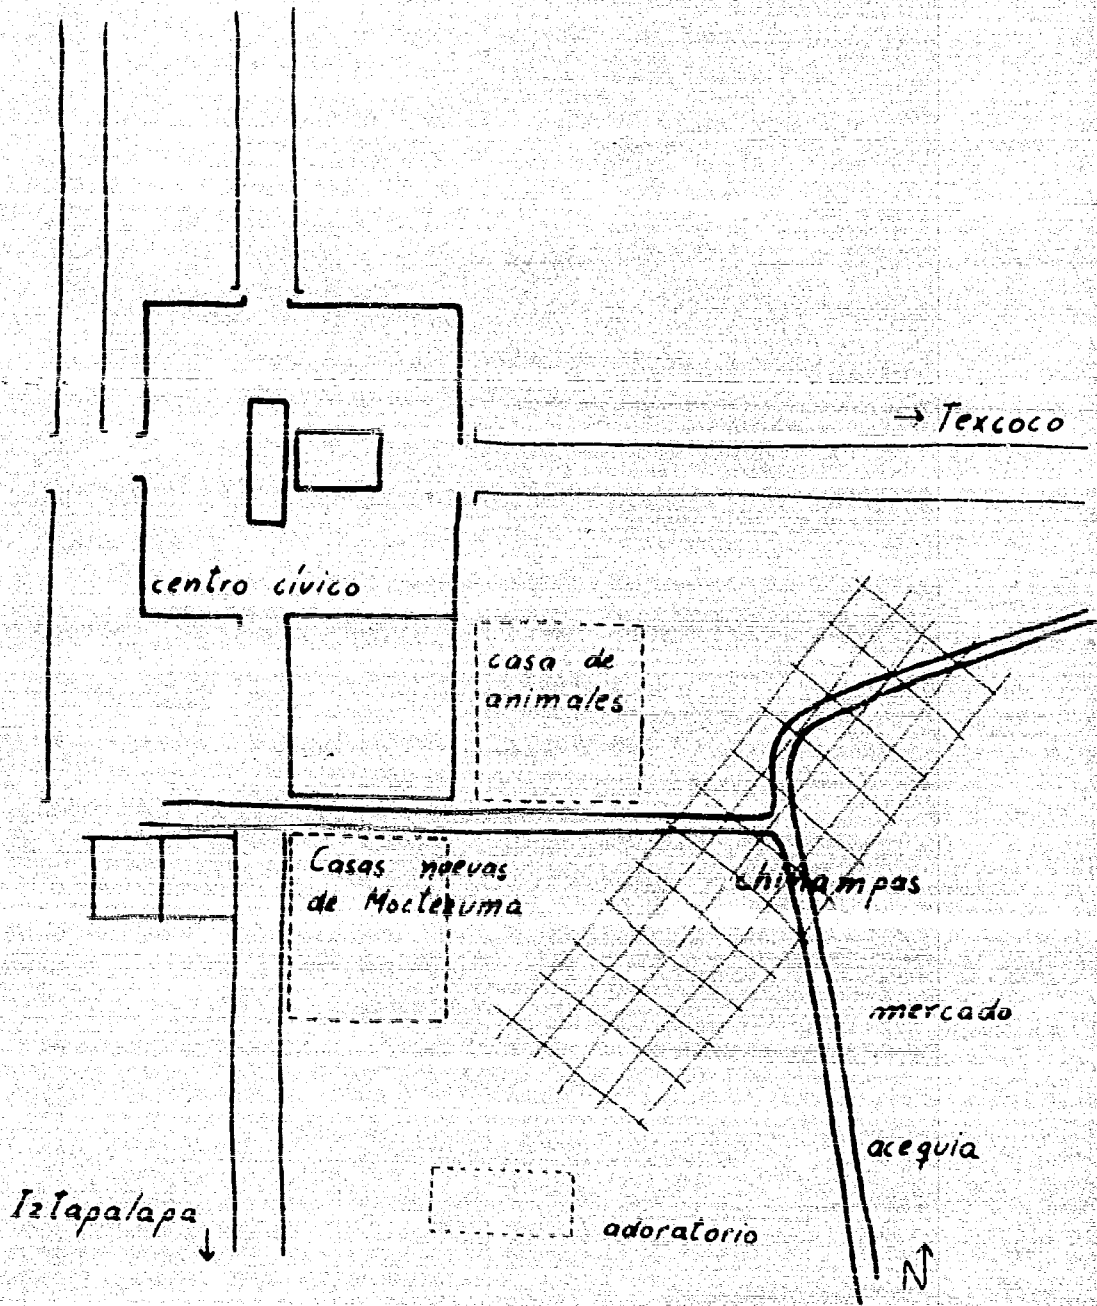 → Texcoco
centro cívico
casa de
animales
Casas nuevas
de Moctezuma
chinampas
mercado
acequia
Iztapalapa
↓
adoratorio
N